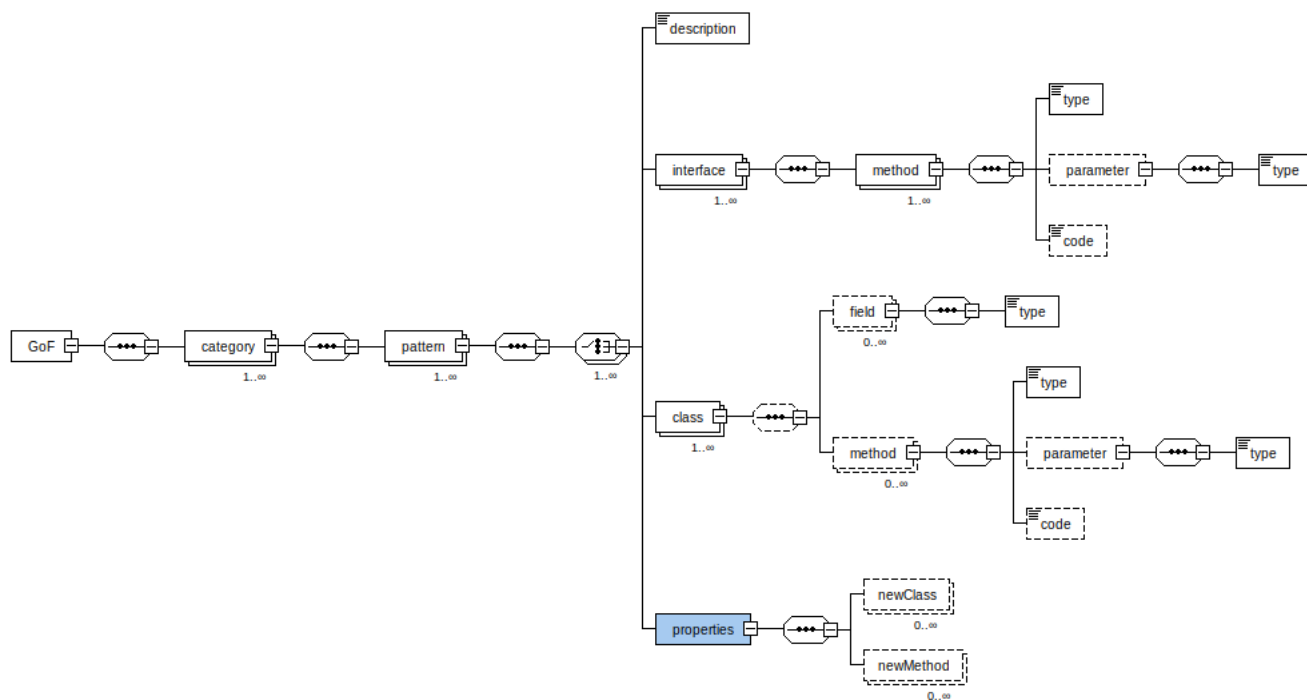 description
type
interface
1..∞
method
1..∞
parameter
type
code
field
0..∞
type
GoF
category
1..∞
pattern
1..∞
1..∞
class
1..∞
type
method
0..∞
parameter
type
code
newClass
0..∞
properties
newMethod
0..∞